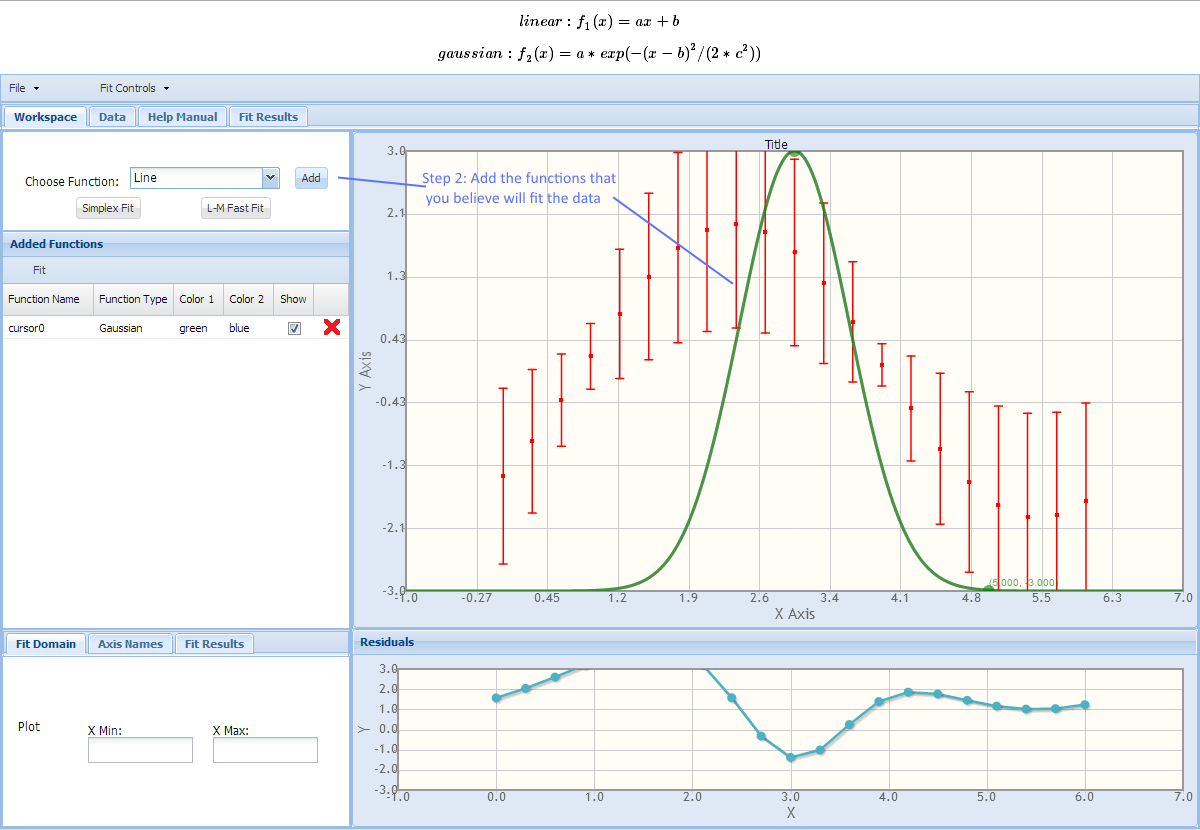 linear : f₁(x) = ax + b
gaussian : f₂(x) = a * exp(−(x − b)²/(2 * c²))
File Fit Controls
Workspace Data Help Manual Fit Results
Choose Function: Line Add
Simplex Fit L-M Fast Fit
Added Functions
Fit
Function Name Function Type Color 1 Color 2 Show
cursor0 Gaussian green blue
Title
Step 2: Add the functions that
you believe will fit the data
3.0
2.1
1.3
0.43
-0.43
-1.3
-2.1
-3.0
Y Axis
(5.000, -3.000)
-1.0 -0.27 0.45 1.2 1.9 2.6 3.4 4.1 4.8 5.5 6.3 7.0
X Axis
Fit Domain Axis Names Fit Results
Plot X Min: X Max:
Residuals
3.0
2.0
1.0
0.0
-1.0
-2.0
-3.0
Y
-1.0 0.0 1.0 2.0 3.0 4.0 5.0 6.0 7.0
X